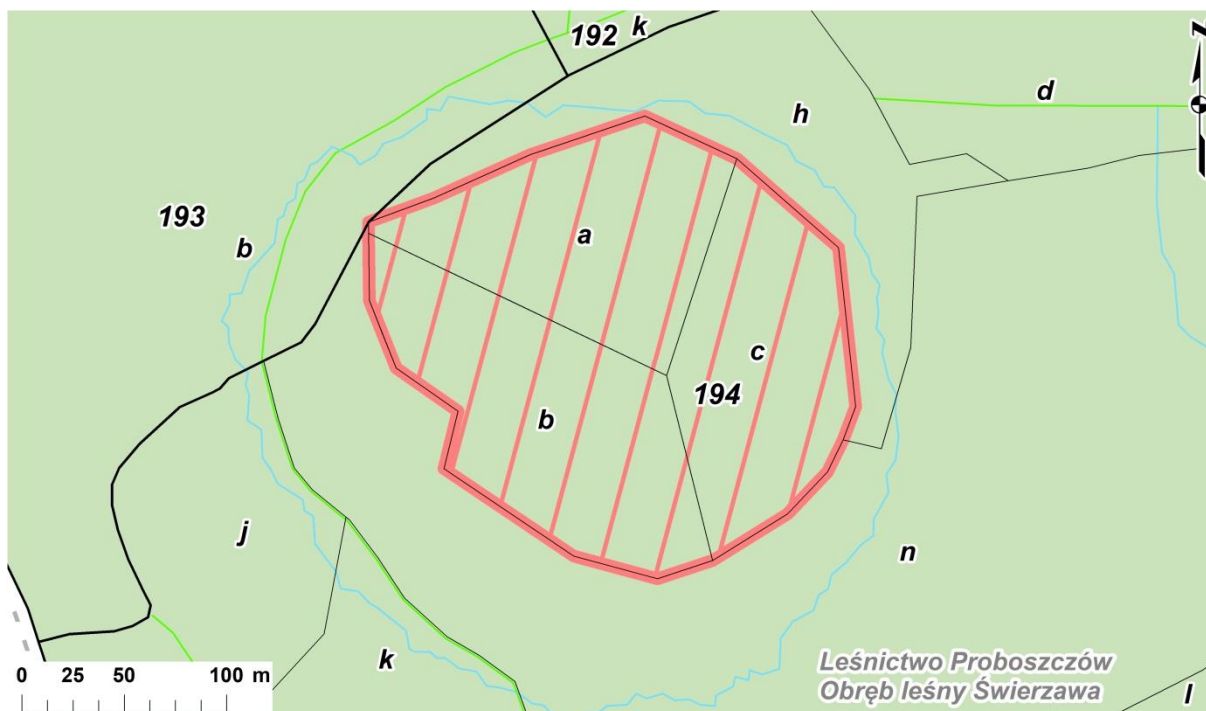 192 k
d
h
193
b
a
c
194
b
j
n
k
0 25 50 100 m
Leśnictwo Proboszczów
Obręb leśny Świerzawa
l